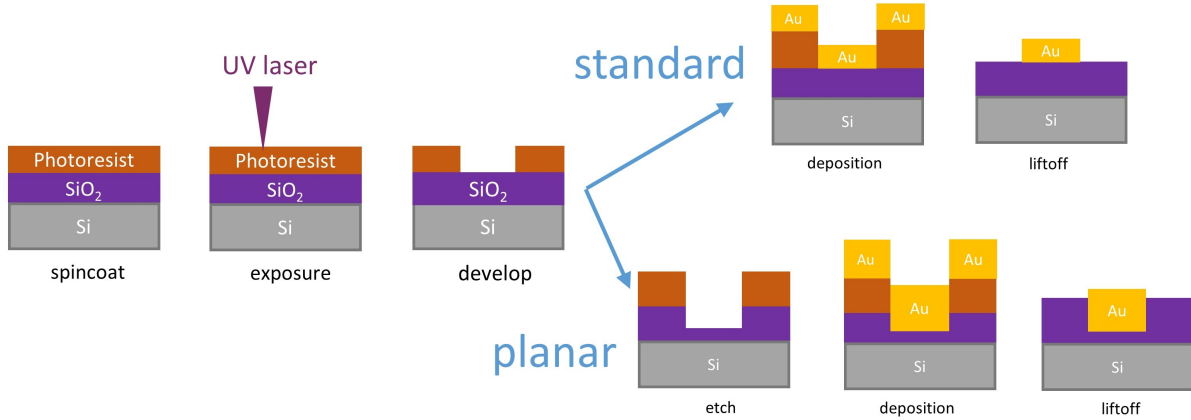 UV laser
Photoresist
SiO₂
Si
spincoat
Photoresist
SiO₂
Si
exposure
SiO₂
Si
develop
standard
Au
Au
Au
Si
deposition
Au
Si
liftoff
planar
Si
etch
Au
Au
Au
Si
deposition
Au
Si
liftoff